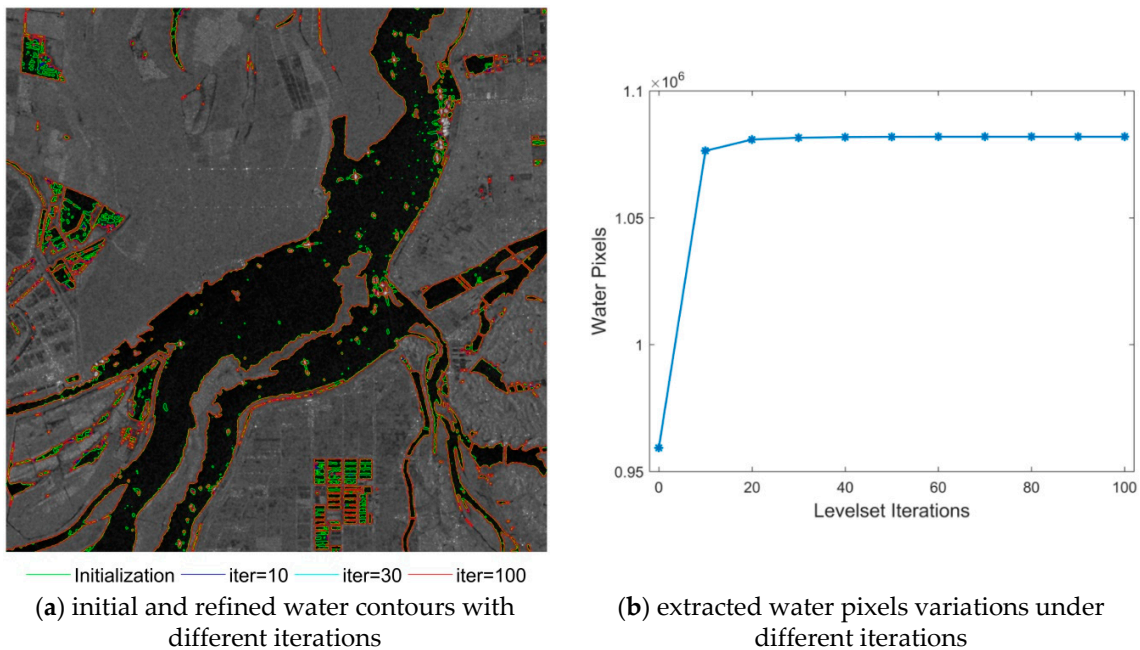 Initialization iter=10 iter=30 iter=100
(a) initial and refined water contours with
different iterations
×10⁶
1.1
1.05
1
0.95
Water Pixels
0 20 40 60 80 100
Levelset Iterations
(b) extracted water pixels variations under
different iterations